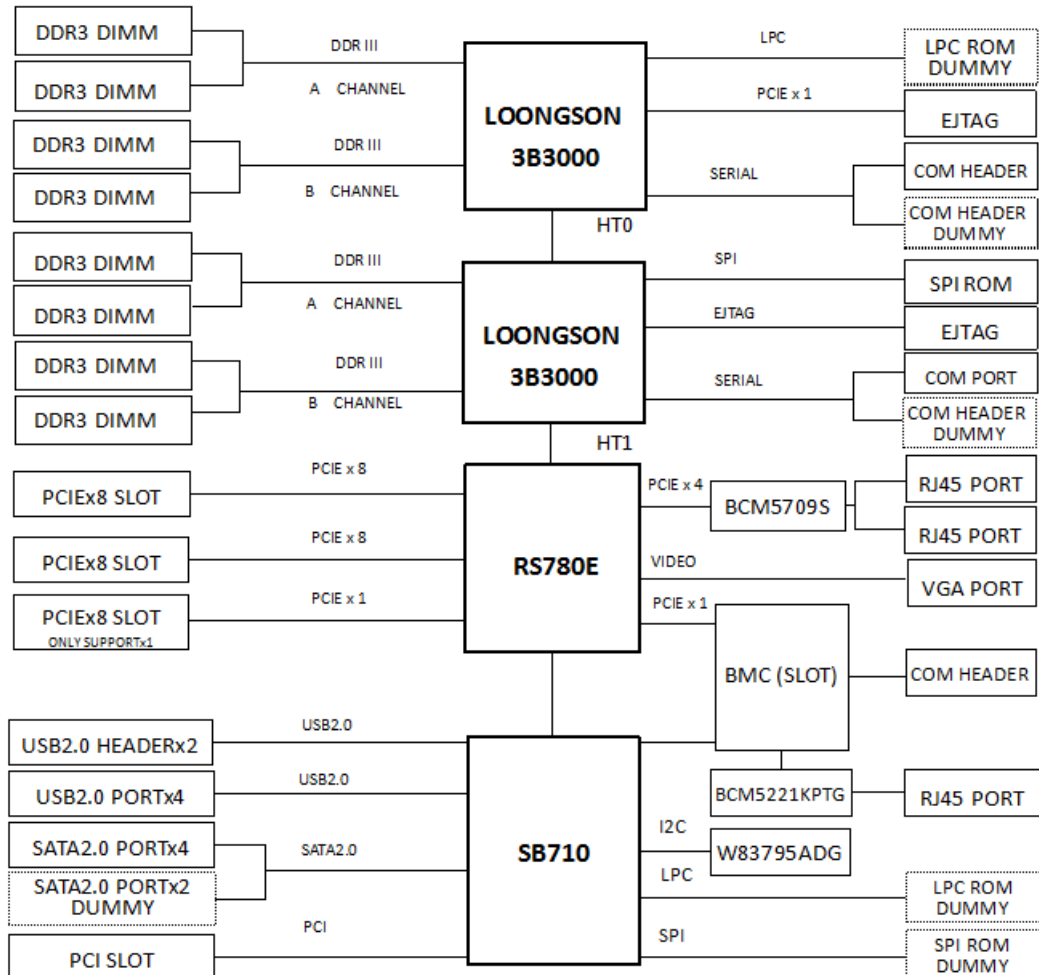 DDR3 DIMM
DDR3 DIMM
DDR III
A CHANNEL
DDR3 DIMM
DDR3 DIMM
DDR III
B CHANNEL
LOONGSON
3B3000
LPC
LPC ROM
DUMMY
PCIE x 1
EJTAG
SERIAL
COM HEADER
COM HEADER
DUMMY
HT0
DDR3 DIMM
DDR3 DIMM
DDR III
A CHANNEL
DDR3 DIMM
DDR3 DIMM
DDR III
B CHANNEL
LOONGSON
3B3000
SPI
SPI ROM
EJTAG
EJTAG
SERIAL
COM PORT
COM HEADER
DUMMY
HT1
PCIEx8 SLOT
PCIE x 8
PCIEx8 SLOT
PCIE x 8
PCIEx8 SLOT
ONLY SUPPORTx1
PCIE x 1
RS780E
PCIE x 4
BCM5709S
RJ45 PORT
RJ45 PORT
VIDEO
VGA PORT
PCIE x 1
BMC (SLOT)
COM HEADER
USB2.0 HEADERx2
USB2.0
USB2.0 PORTx4
USB2.0
SATA2.0 PORTx4
SATA2.0 PORTx2
DUMMY
SATA2.0
PCI SLOT
PCI
SB710
BCM5221KPTG
RJ45 PORT
I2C
W83795ADG
LPC
LPC ROM
DUMMY
SPI
SPI ROM
DUMMY